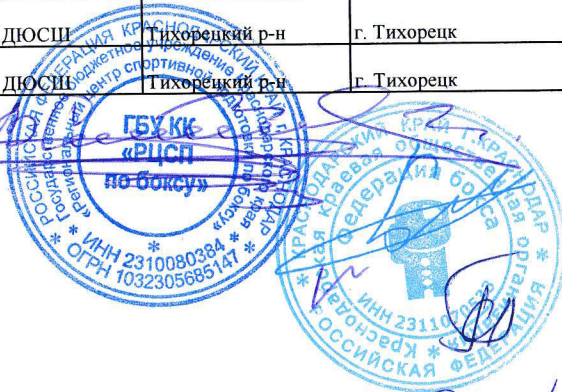 ДЮСШ Тихорецкий р-н г. Тихорецк
ДЮСШ Тихорецкий р-н г. Тихорецк
РОССИЙСКАЯ ФЕДЕРАЦИЯ КРАСНОДАРСКИЙ КРАЙ г. КРАСНОДАР
Государственное бюджетное учреждение Краснодарского края
«Региональный центр спортивной подготовки по боксу»
ГБУ КК
«РЦСП
по боксу»
* ИНН 2310080384 *
* ОГРН 1032305685147 *
* КРАСНОДАРСКИЙ КРАЙ Г.КРАСНОДАР *
РОССИЙСКАЯ ФЕДЕРАЦИЯ
Краснодарская краевая общественная организация
Федерация бокса
ИНН 23110